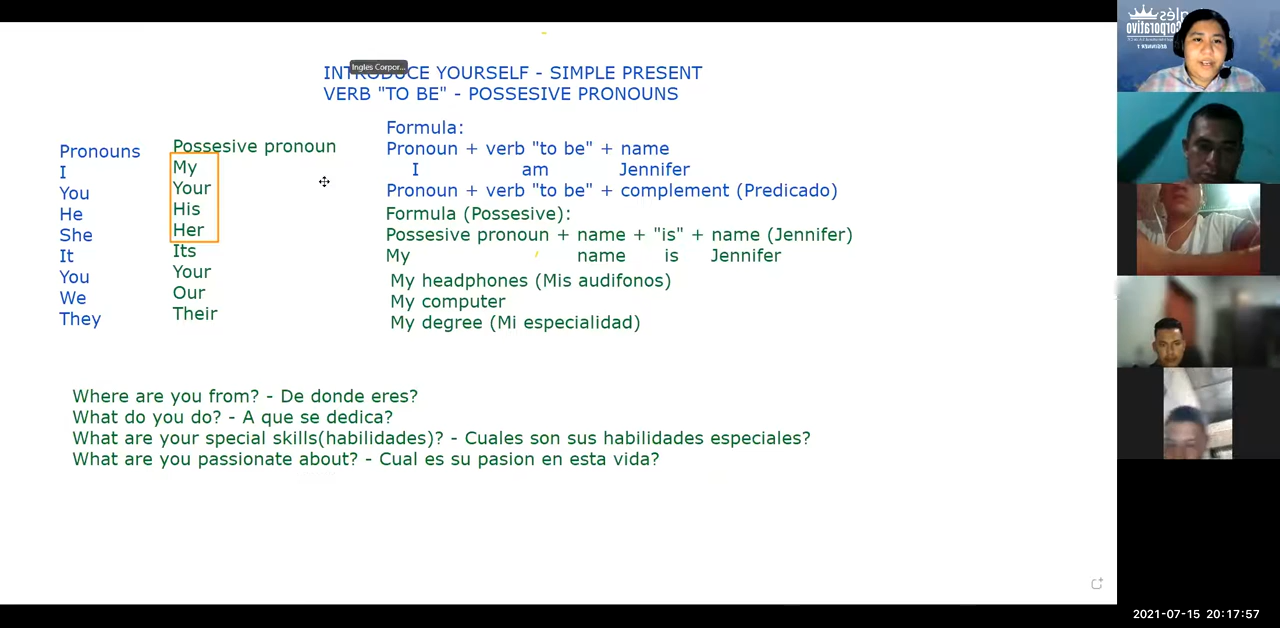 Inglés Corpor...
INTRODUCE YOURSELF - SIMPLE PRESENT
VERB "TO BE" - POSSESIVE PRONOUNS
Pronouns
I
You
He
She
It
You
We
They
Possesive pronoun
My
Your
His
Her
Its
Your
Our
Their
Formula:
Pronoun + verb "to be" + name
I am Jennifer
Pronoun + verb "to be" + complement (Predicado)
Formula (Possesive):
Possesive pronoun + name + "is" + name (Jennifer)
My name is Jennifer
My headphones (Mis audifonos)
My computer
My degree (Mi especialidad)
Where are you from? - De donde eres?
What do you do? - A que se dedica?
What are your special skills(habilidades)? - Cuales son sus habilidades especiales?
What are you passionate about? - Cual es su pasion en esta vida?
2021-07-15 20:17:57